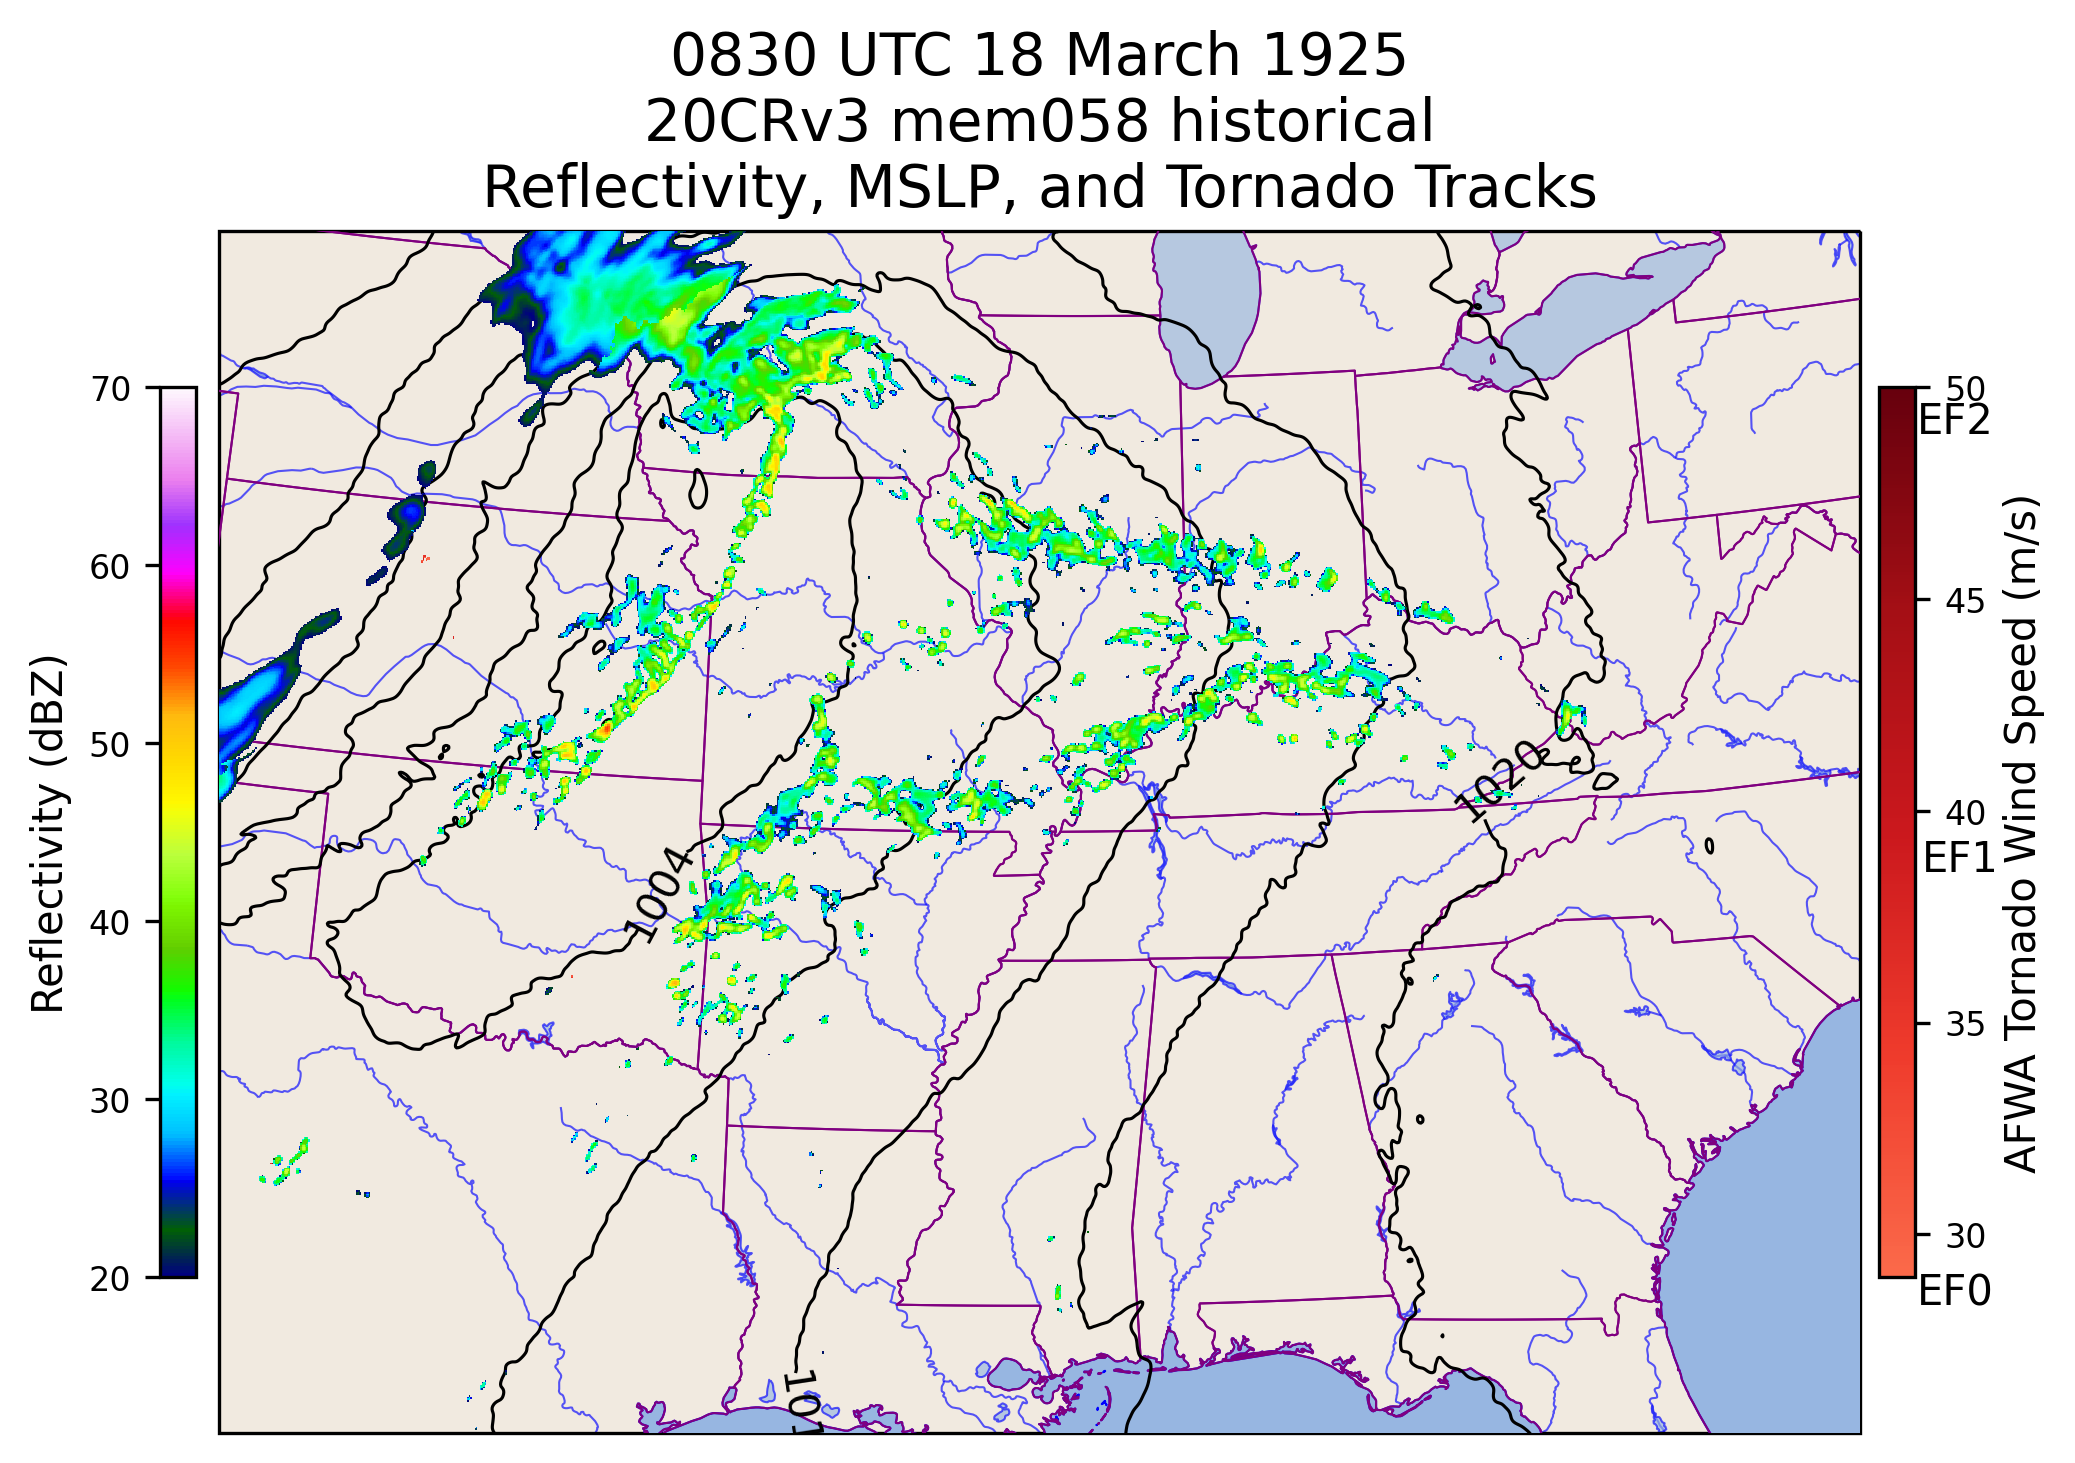 0830 UTC 18 March 1925
20CRv3 mem058 historical
Reflectivity, MSLP, and Tornado Tracks
Reflectivity (dBZ)
70
60
50
40
30
20
1004
1020
101
50
EF2
45
40
EF1
35
30
EF0
AFWA Tornado Wind Speed (m/s)